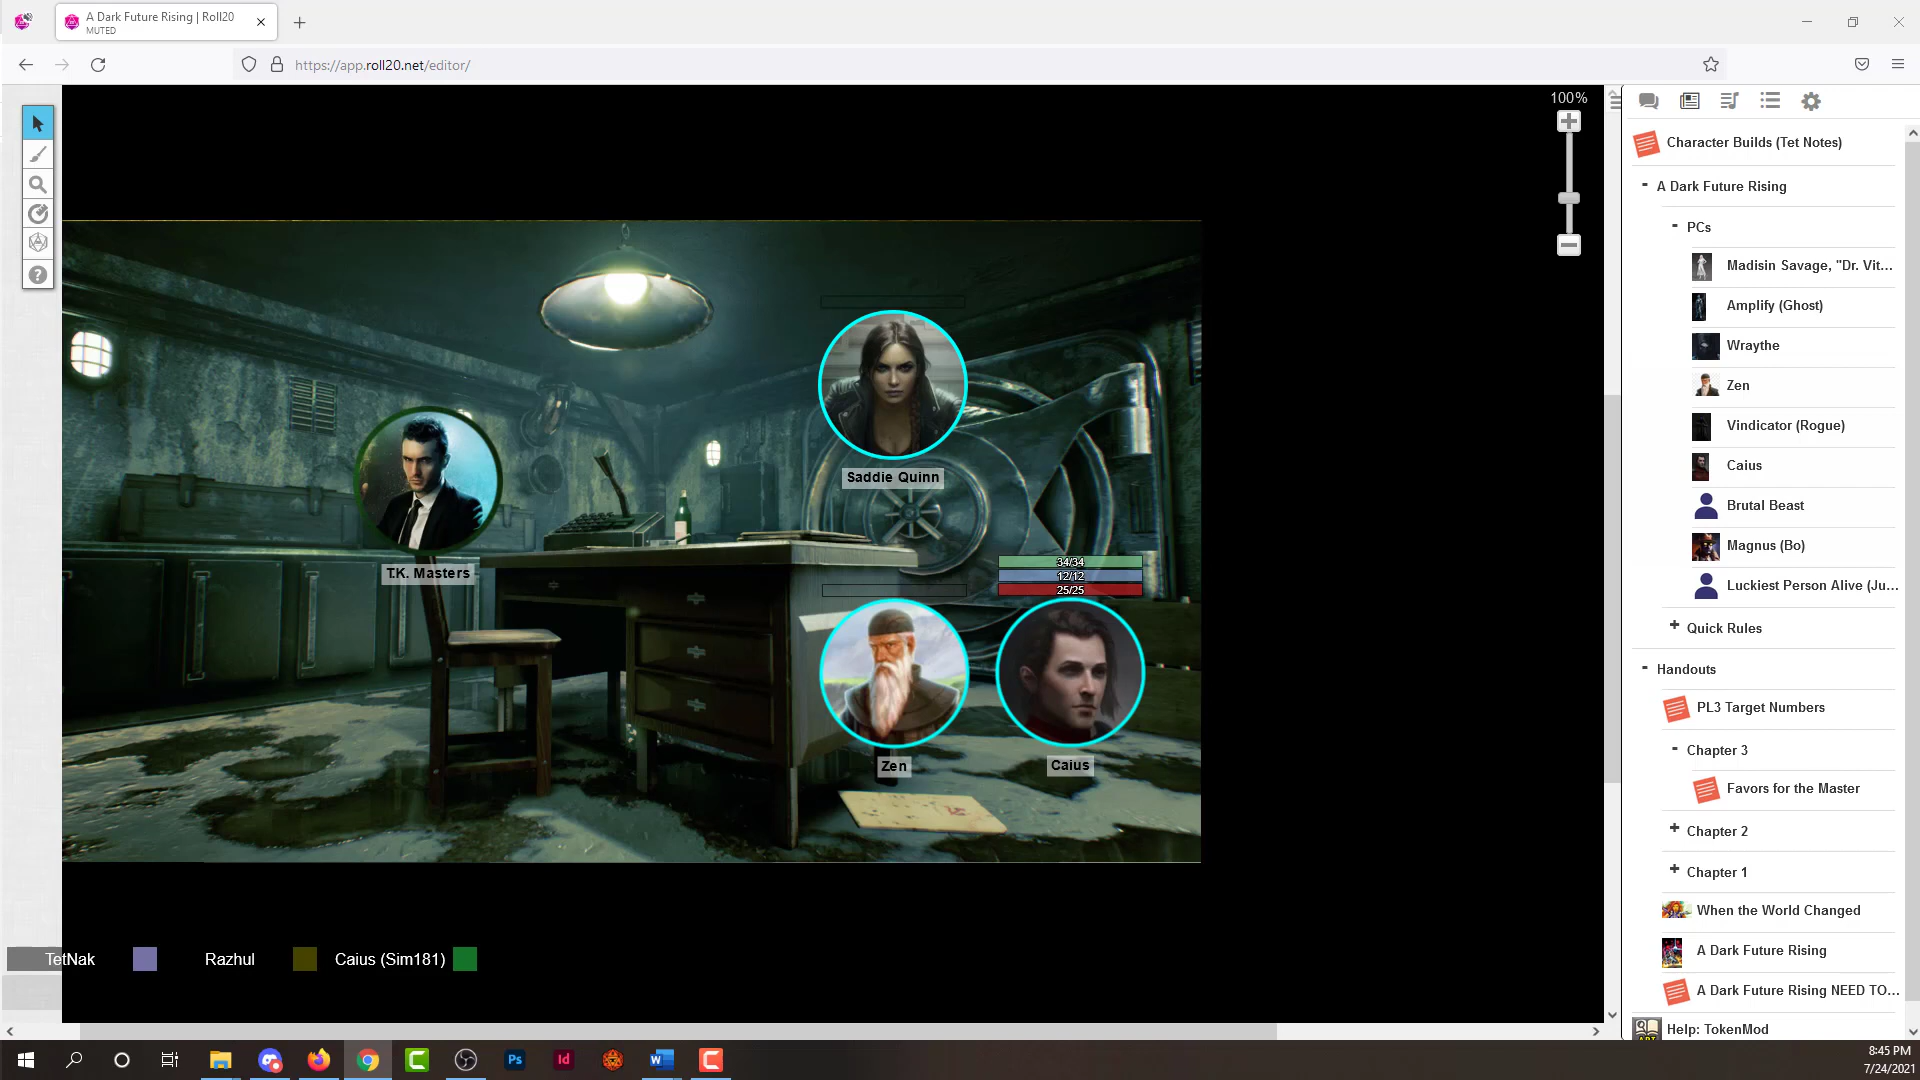 A Dark Future Rising | Roll20
MUTED
https://app.roll20.net/editor/
100%
Character Builds (Tet Notes)
A Dark Future Rising
PCs
Madisin Savage, "Dr. Vit...
Amplify (Ghost)
Wraythe
Zen
Vindicator (Rogue)
Caius
Brutal Beast
Magnus (Bo)
Luckiest Person Alive (Ju...
Quick Rules
Handouts
PL3 Target Numbers
Chapter 3
Favors for the Master
Chapter 2
Chapter 1
When the World Changed
A Dark Future Rising
A Dark Future Rising NEED TO...
Help: TokenMod
Saddie Quinn
T.K. Masters
34/34
12/12
25/25
Zen
Caius
TetNak
Razhul
Caius (Sim181)
Ps
Id
W
C
C
8:45 PM
7/24/2021